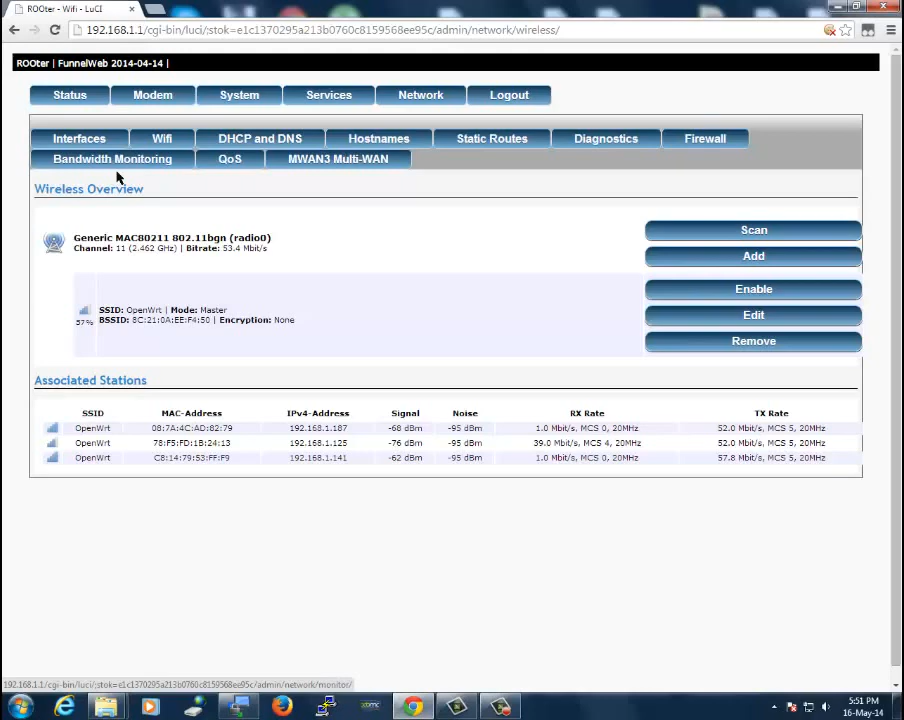 ROOter - Wifi - LuCI
192.168.1.1/cgi-bin/luci/;stok=e1c1370295a213b0760c8159568ee95c/admin/network/wireless/
ROOter | FunnelWeb 2014-04-14 |
Status Modem System Services Network Logout
Interfaces Wifi DHCP and DNS Hostnames Static Routes Diagnostics Firewall
Bandwidth Monitoring QoS MWAN3 Multi-WAN
Wireless Overview
Generic MAC80211 802.11bgn (radio0)
Channel: 11 (2.462 GHz) | Bitrate: 53.4 Mbit/s
Scan
Add
Enable
SSID: OpenWrt | Mode: Master
57% BSSID: 8C:21:0A:EE:F4:50 | Encryption: None
Edit
Remove
Associated Stations
SSID MAC-Address IPv4-Address Signal Noise RX Rate TX Rate
OpenWrt 08:7A:4C:AD:82:79 192.168.1.187 -68 dBm -95 dBm 1.0 Mbit/s, MCS 0, 20MHz 52.0 Mbit/s, MCS 5, 20MHz
OpenWrt 78:F5:FD:1B:24:13 192.168.1.125 -76 dBm -95 dBm 39.0 Mbit/s, MCS 4, 20MHz 52.0 Mbit/s, MCS 5, 20MHz
OpenWrt C8:14:79:53:FF:F9 192.168.1.141 -62 dBm -95 dBm 1.0 Mbit/s, MCS 0, 20MHz 57.8 Mbit/s, MCS 5, 20MHz
192.168.1.1/cgi-bin/luci/;stok=e1c1370295a213b0760c8159568ee95c/admin/network/monitor/
xbmc
5:51 PM
16-May-14